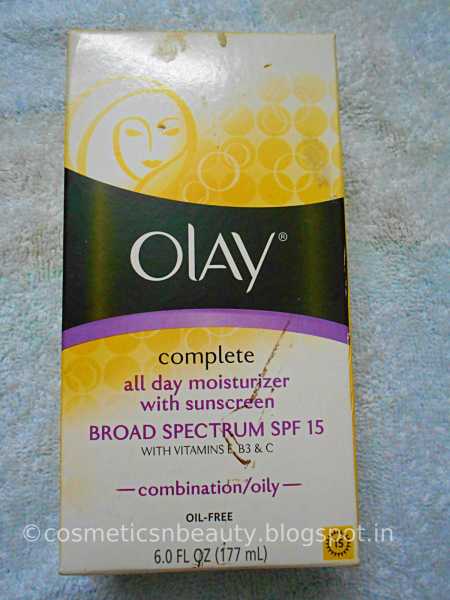 OLAY®
complete
all day moisturizer
with sunscreen
BROAD SPECTRUM SPF 15
WITH VITAMINS E, B3 & C
combination/oily
OIL-FREE
©cosmeticsnbeauty.blogspot.in
6.0 FL OZ (177 mL)
15